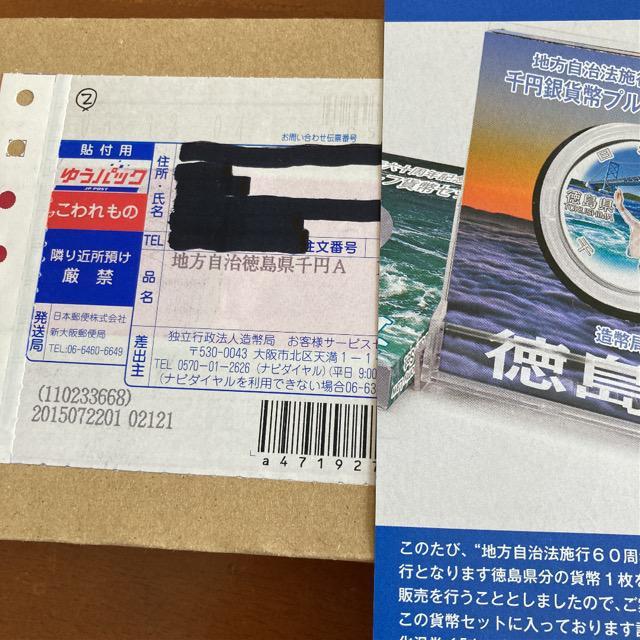 ②
お問い合わせ伝票番号
貼付用
ゆうパック
JP POST
こわれもの
隣り近所預け
厳禁
住所・氏名
TEL
注文番号
品名
地方自治徳島県千円A
発送局
日本郵便株式会社
新大阪郵便局
TEL:06-6460-6649
差出主
独立行政法人造幣局 お客様サービスセ
〒530-0043 大阪市北区天満1-1
TEL 0570-01-2626 (ナビダイヤル)(平日 9:00
(ナビダイヤルを利用できない場合06-63
(110233668)
2015072201 02121
a471927
地方自治法施行
千円銀貨幣プル
徳島県
TOKUSHIMA
造幣局
徳島
このたび、“地方自治法施行60周
行となります徳島県分の貨幣1枚を
販売を行うこととしましたので、ご
この貨幣セットに入っております